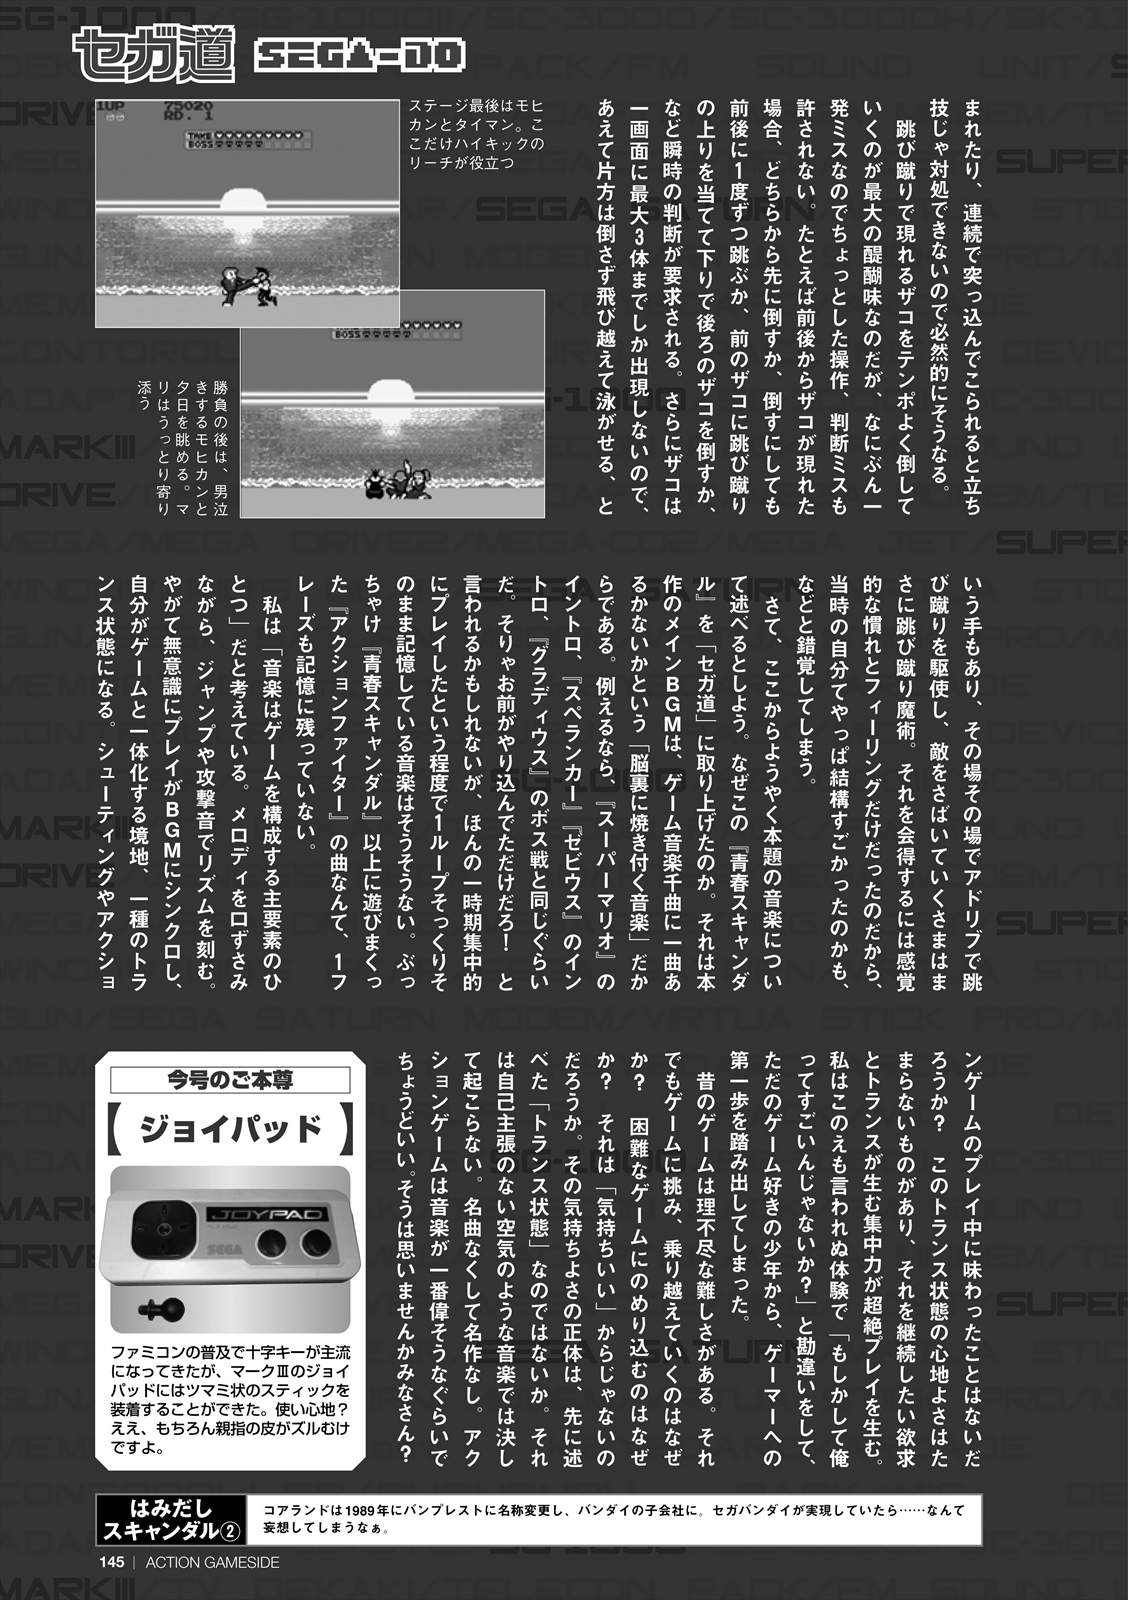 セガ道 SEGA-DO
1UP 75020
RD. 1
TAKE
BOSS
ステージ最後はモヒ
カンとタイマン。こ
こだけハイキックの
リーチが役立つ
BOSS
勝負の後は、男泣
きするモヒカンと
夕日を眺める。マ
リはうっとり寄り
添う
まれたり、連続で突っ込んでこられると立ち
技じゃ対処できないので必然的にそうなる。
　跳び蹴りで現れるザコをテンポよく倒して
いくのが最大の醍醐味なのだが、なにぶん一
発ミスなのでちょっとした操作、判断ミスも
許されない。たとえば前後からザコが現れた
場合、どちらから先に倒すか、倒すにしても
前後に1度ずつ跳ぶか、前のザコに跳び蹴り
の上りを当てて下りで後ろのザコを倒すか、
など瞬時の判断が要求される。さらにザコは
一画面に最大3体までしか出現しないので、
あえて片方は倒さず飛び越えて泳がせる、と
いう手もあり、その場その場でアドリブで跳
び蹴りを駆使し、敵をさばいていくさまはま
さに跳び蹴り魔術。それを会得するには感覚
的な慣れとフィーリングだけだったのだから、
当時の自分てやっぱ結構すごかったのかも、
などと錯覚してしまう。
　さて、ここからようやく本題の音楽につい
て述べるとしよう。なぜこの『青春スキャンダ
ル』を「セガ道」に取り上げたのか。それは本
作のメインBGMは、ゲーム音楽千曲に一曲あ
るかないかという「脳裏に焼き付く音楽」だか
らである。例えるなら、『スーパーマリオ』の
イントロ、『スペランカー』『ゼビウス』のイン
トロ、『グラディウス』のボス戦と同じぐらい
だ。そりゃお前がやり込んでただけだろ！　と
言われるかもしれないが、ほんの一時期集中的
にプレイしたという程度で1ループそっくりそ
のまま記憶している音楽はそうそうない。ぶっ
ちゃけ『青春スキャンダル』以上に遊びまくっ
た『アクションファイター』の曲なんて、1フ
レーズも記憶に残っていない。
　私は「音楽はゲームを構成する主要素のひ
とつ」だと考えている。メロディを口ずさみ
ながら、ジャンプや攻撃音でリズムを刻む。
やがて無意識にプレイがBGMにシンクロし、
自分がゲームと一体化する境地、一種のトラ
ンス状態になる。シューティングやアクショ
ンゲームのプレイ中に味わったことはないだ
ろうか？　このトランス状態の心地よさはた
まらないものがあり、それを継続したい欲求
とトランスが生む集中力が超絶プレイを生む。
私はこのえも言われぬ体験で「もしかして俺
ってすごいんじゃないか？」と勘違いをして、
ただのゲーム好きの少年から、ゲーマーへの
第一歩を踏み出してしまった。
　昔のゲームは理不尽な難しさがある。それ
でもゲームに挑み、乗り越えていくのはなぜ
か？　困難なゲームにのめり込むのはなぜ
か？　それは「気持ちいい」からじゃないの
だろうか。その気持ちよさの正体は、先に述
べた「トランス状態」なのではないか。それ
は自己主張のない空気のような音楽では決し
て起こらない。名曲なくして名作なし。アク
ションゲームは音楽が一番偉そうなぐらいで
ちょうどいい。そうは思いませんかみなさん？
今号のご本尊
【ジョイパッド】
JOYPAD
SEGA
ファミコンの普及で十字キーが主流
になってきたが、マークⅢのジョイ
パッドにはツマミ状のスティックを
装着することができた。使い心地？
ええ、もちろん親指の皮がズルむけ
ですよ。
はみだし
スキャンダル②
コアランドは1989年にバンプレストに名称変更し、バンダイの子会社に。セガバンダイが実現していたら……なんて
妄想してしまうなぁ。
145 | ACTION GAMESIDE